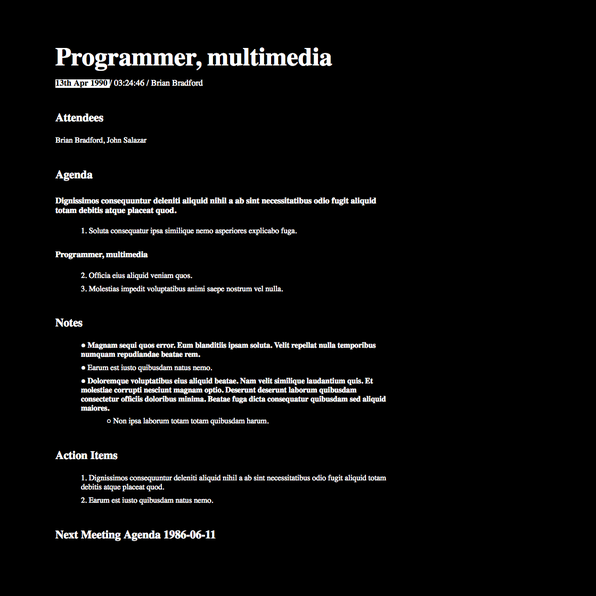 Programmer, multimedia
13th Apr 1990 / 03:24:46 / Brian Bradford
Attendees
Brian Bradford, John Salazar
Agenda
Dignissimos consequuntur deleniti aliquid nihil a ab sint necessitatibus odio fugit aliquid
totam debitis atque placeat quod.
1. Soluta consequatur ipsa similique nemo asperiores explicabo fuga.
Programmer, multimedia
2. Officia eius aliquid veniam quos.
3. Molestias impedit voluptatibus animi saepe nostrum vel nulla.
Notes
● Magnam sequi quos error. Eum blanditiis ipsam soluta. Velit repellat nulla temporibus
numquam repudiandae beatae rem.
● Earum est iusto quibusdam natus nemo.
● Doloremque voluptatibus eius aliquid beatae. Nam velit similique laudantium quis. Et
molestiae corrupti nesciunt magnam optio. Deserunt deserunt laborum quibusdam
consectetur officiis doloribus minima. Beatae fuga dicta consequatur quibusdam sed aliquid
maiores.
○ Non ipsa laborum totam totam quibusdam harum.
Action Items
1. Dignissimos consequuntur deleniti aliquid nihil a ab sint necessitatibus odio fugit aliquid totam
debitis atque placeat quod.
2. Earum est iusto quibusdam natus nemo.
Next Meeting Agenda 1986-06-11